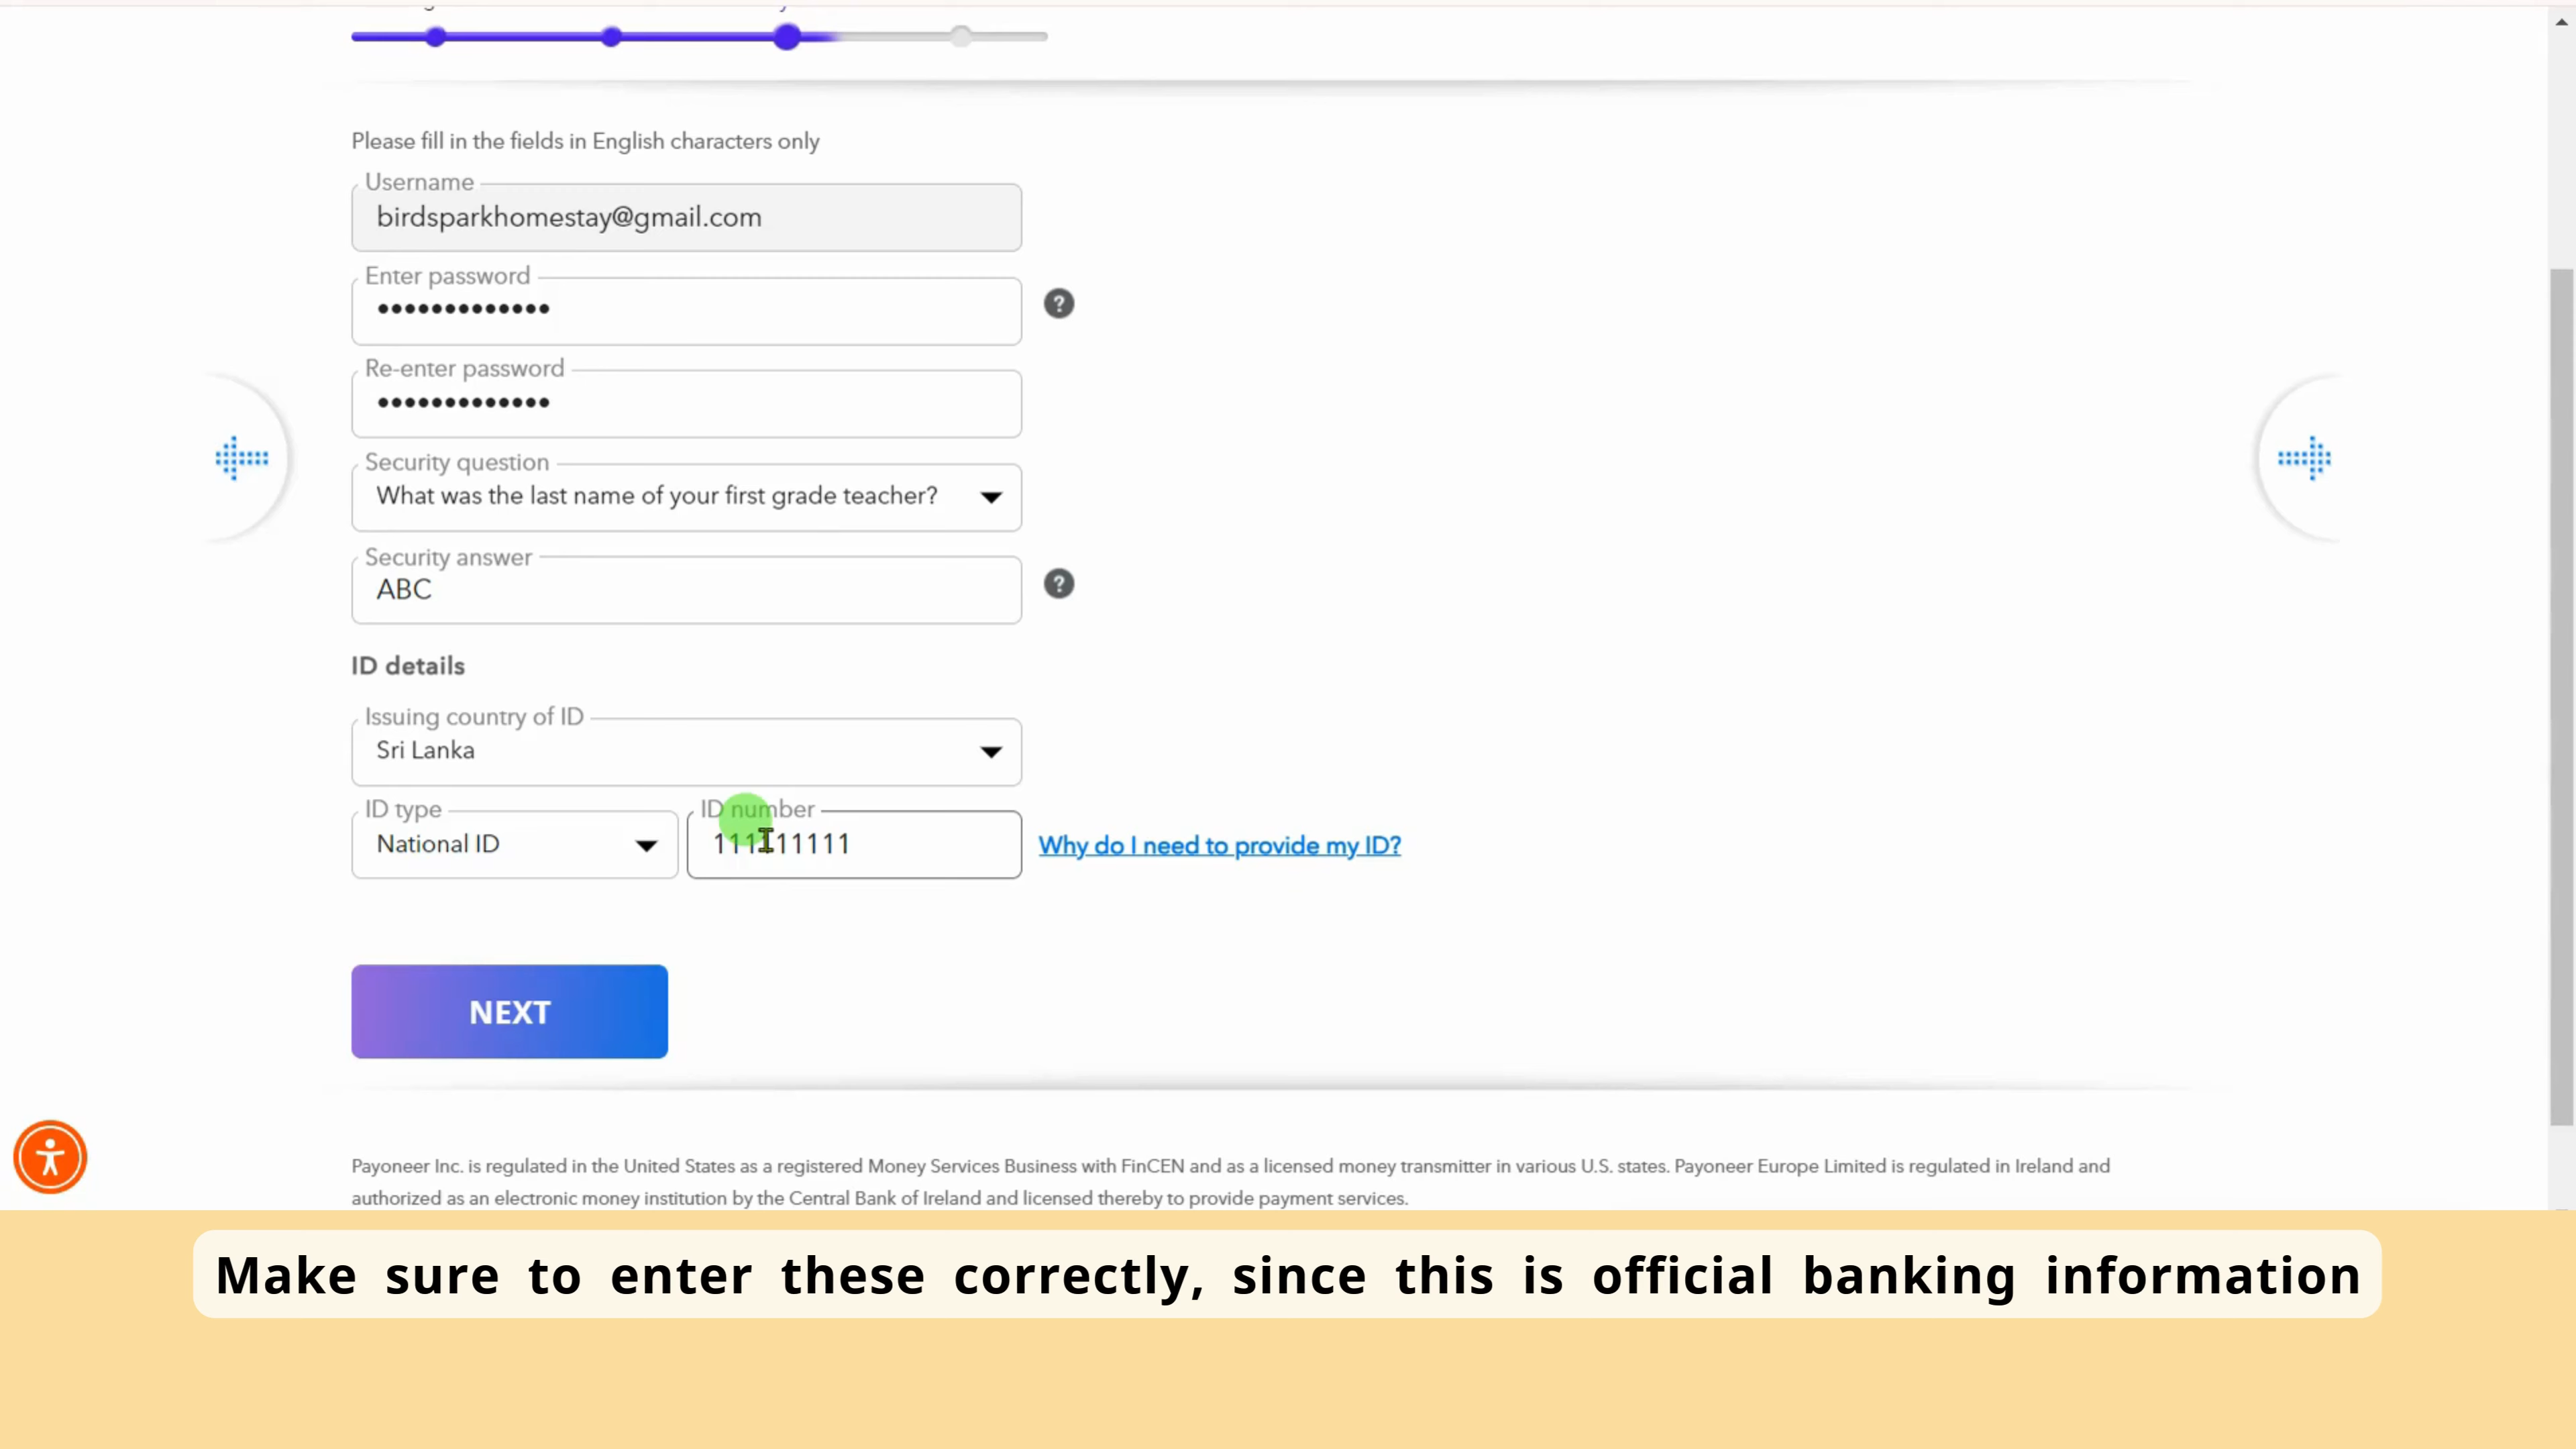 Please fill in the fields in English characters only
Username
birdsparkhomestay@gmail.com
Enter password
•••••••••••••
?
Re-enter password
•••••••••••••
Security question
What was the last name of your first grade teacher?
Security answer
ABC
?
ID details
Issuing country of ID
Sri Lanka
ID type
National ID
ID number
111111111
Why do I need to provide my ID?
NEXT
Payoneer Inc. is regulated in the United States as a registered Money Services Business with FinCEN and as a licensed money transmitter in various U.S. states. Payoneer Europe Limited is regulated in Ireland and
authorized as an electronic money institution by the Central Bank of Ireland and licensed thereby to provide payment services.
Make sure to enter these correctly, since this is official banking information